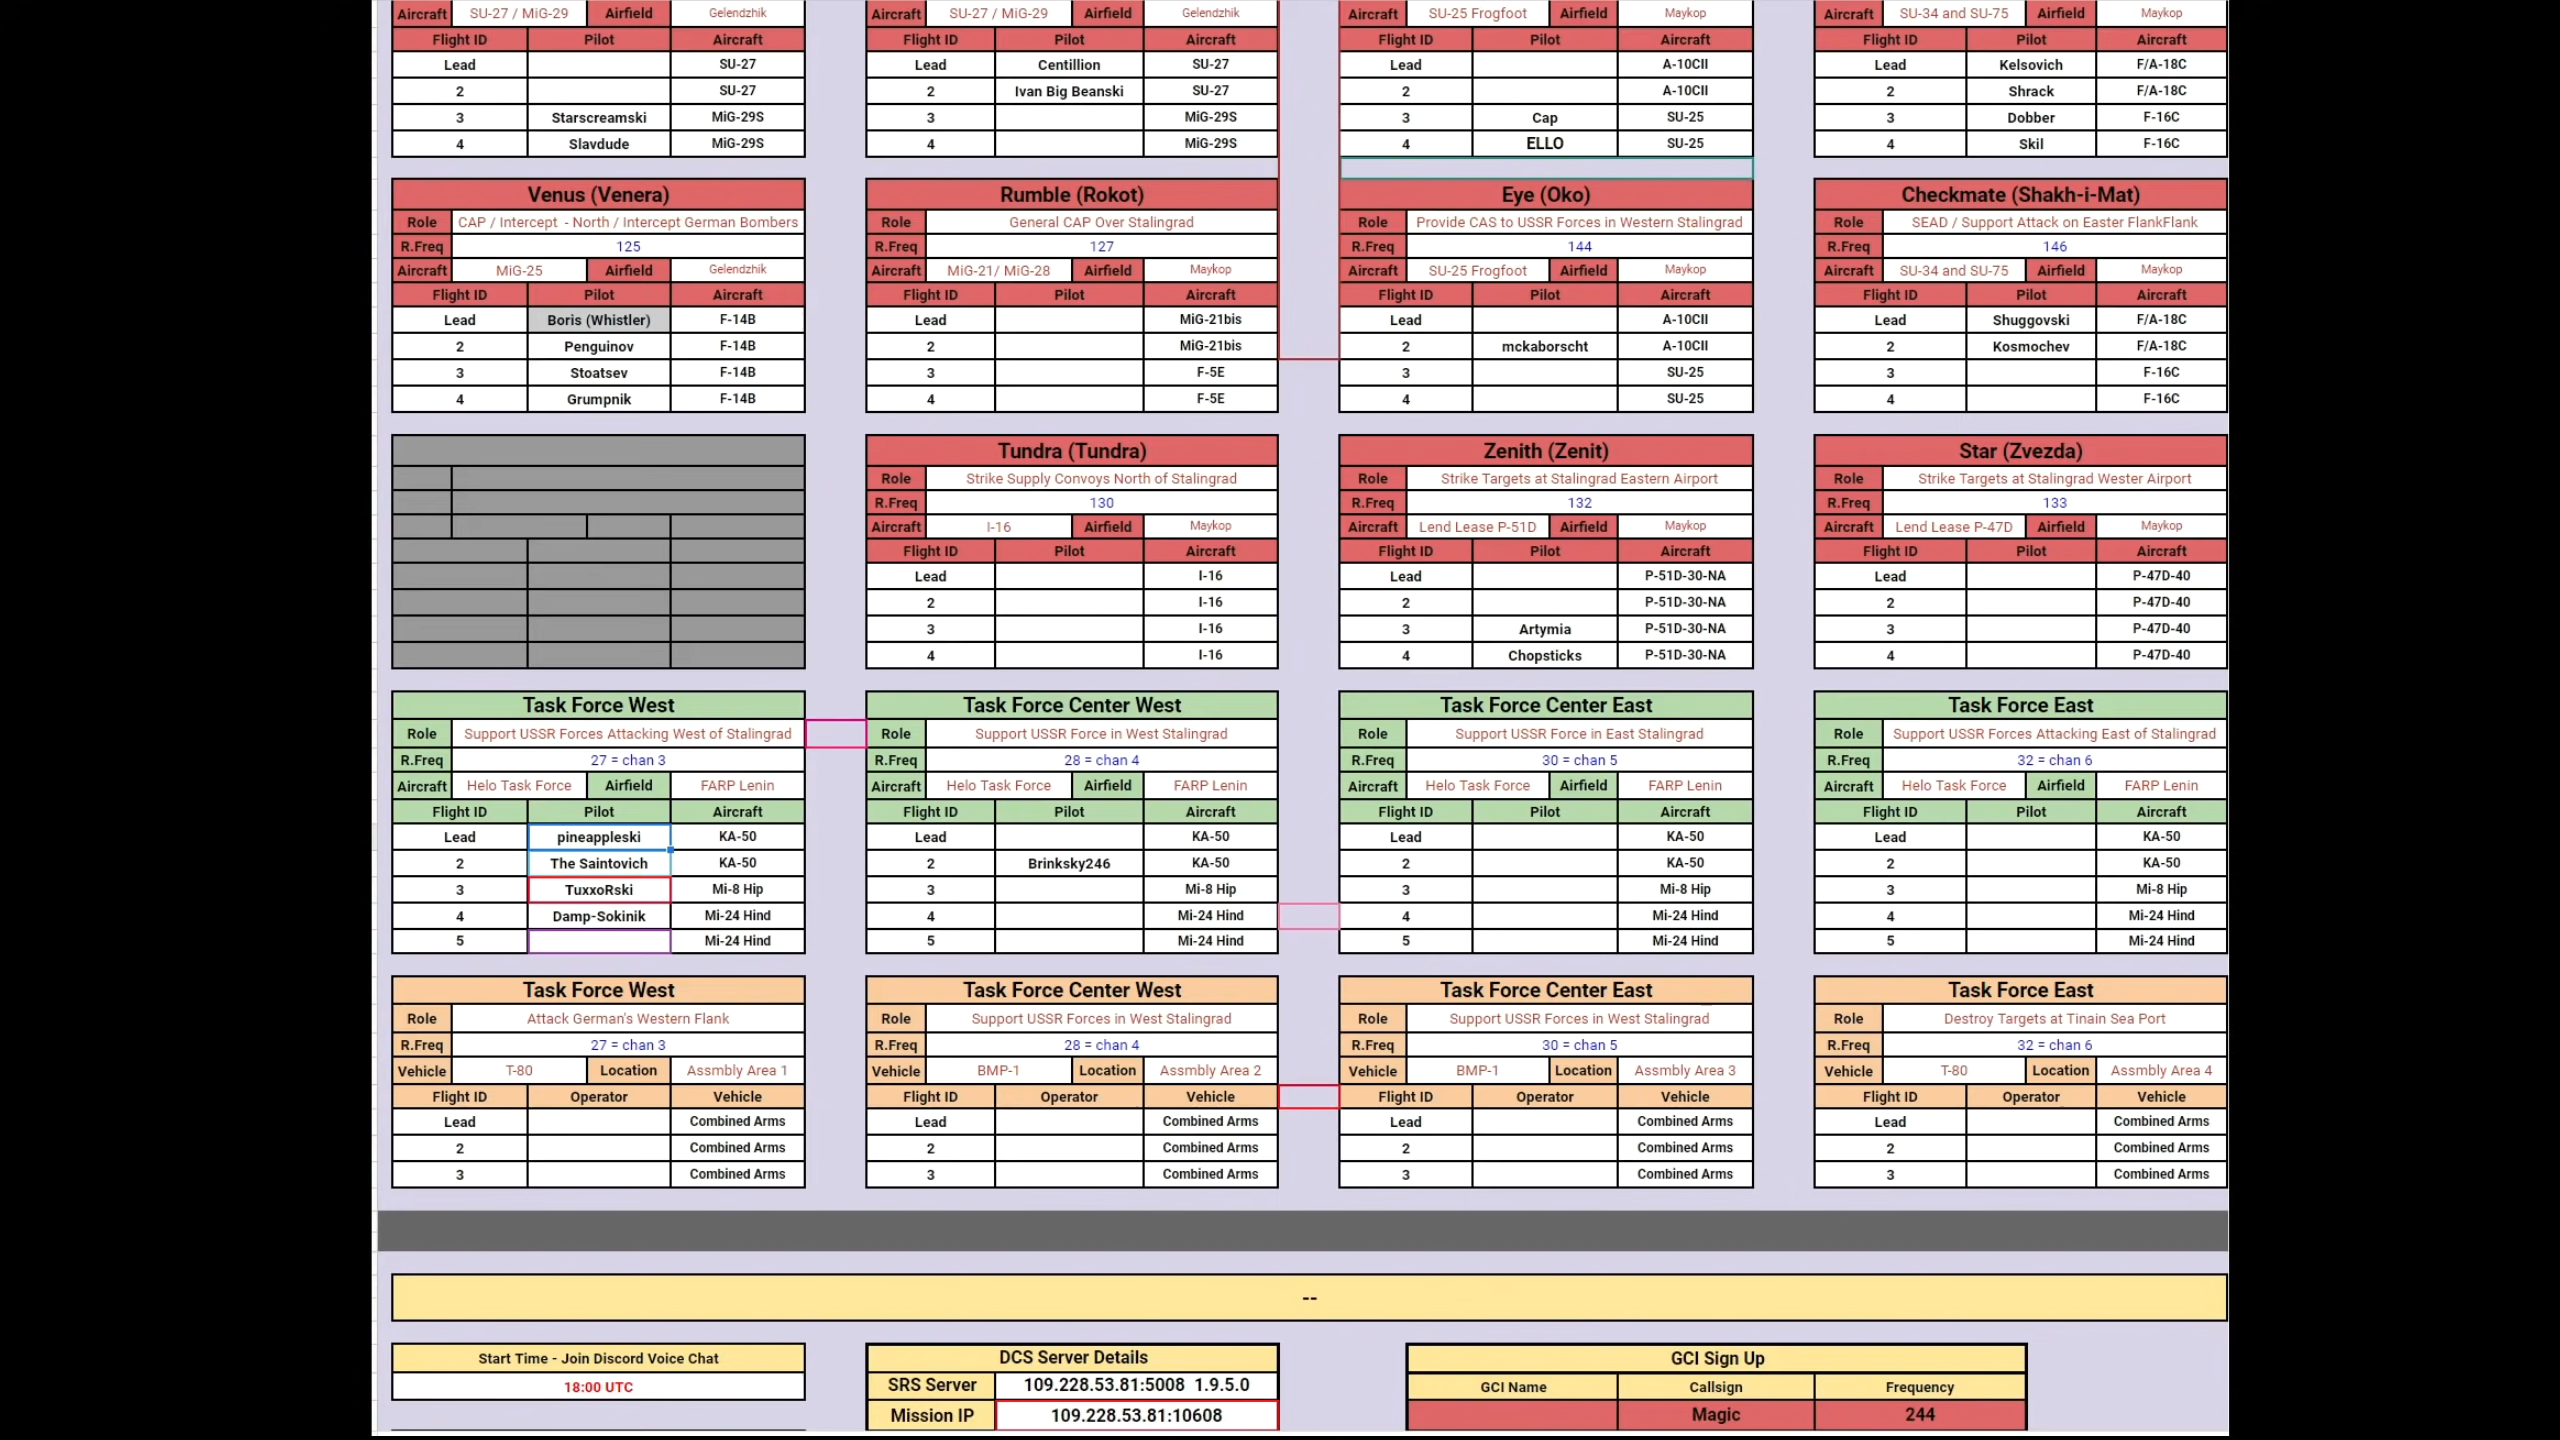 Aircraft SU-27 / MiG-29 Airfield Gelendzhik
Flight ID Pilot Aircraft
Lead SU-27
2 SU-27
3 Starscreamski MiG-29S
4 Slavdude MiG-29S
Aircraft SU-27 / MiG-29 Airfield Gelendzhik
Flight ID Pilot Aircraft
Lead Centillion SU-27
2 Ivan Big Beanski SU-27
3 MiG-29S
4 MiG-29S
Aircraft SU-25 Frogfoot Airfield Maykop
Flight ID Pilot Aircraft
Lead A-10CII
2 A-10CII
3 Cap SU-25
4 ELLO SU-25
Aircraft SU-34 and SU-75 Airfield Maykop
Flight ID Pilot Aircraft
Lead Kelsovich F/A-18C
2 Shrack F/A-18C
3 Dobber F-16C
4 Skil F-16C
Venus (Venera)
Role CAP / Intercept - North / Intercept German Bombers
R.Freq 125
Aircraft MiG-25 Airfield Gelendzhik
Flight ID Pilot Aircraft
Lead Boris (Whistler) F-14B
2 Penguinov F-14B
3 Stoatsev F-14B
4 Grumpnik F-14B
Rumble (Rokot)
Role General CAP Over Stalingrad
R.Freq 127
Aircraft MiG-21/ MiG-28 Airfield Maykop
Flight ID Pilot Aircraft
Lead MiG-21bis
2 MiG-21bis
3 F-5E
4 F-5E
Eye (Oko)
Role Provide CAS to USSR Forces in Western Stalingrad
R.Freq 144
Aircraft SU-25 Frogfoot Airfield Maykop
Flight ID Pilot Aircraft
Lead A-10CII
2 mckaborscht A-10CII
3 SU-25
4 SU-25
Checkmate (Shakh-i-Mat)
Role SEAD / Support Attack on Easter FlankFlank
R.Freq 146
Aircraft SU-34 and SU-75 Airfield Maykop
Flight ID Pilot Aircraft
Lead Shuggovski F/A-18C
2 Kosmochev F/A-18C
3 F-16C
4 F-16C
Tundra (Tundra)
Role Strike Supply Convoys North of Stalingrad
R.Freq 130
Aircraft I-16 Airfield Maykop
Flight ID Pilot Aircraft
Lead I-16
2 I-16
3 I-16
4 I-16
Zenith (Zenit)
Role Strike Targets at Stalingrad Eastern Airport
R.Freq 132
Aircraft Lend Lease P-51D Airfield Maykop
Flight ID Pilot Aircraft
Lead P-51D-30-NA
2 P-51D-30-NA
3 Artymia P-51D-30-NA
4 Chopsticks P-51D-30-NA
Star (Zvezda)
Role Strike Targets at Stalingrad Wester Airport
R.Freq 133
Aircraft Lend Lease P-47D Airfield Maykop
Flight ID Pilot Aircraft
Lead P-47D-40
2 P-47D-40
3 P-47D-40
4 P-47D-40
Task Force West
Role Support USSR Forces Attacking West of Stalingrad
R.Freq 27 = chan 3
Aircraft Helo Task Force Airfield FARP Lenin
Flight ID Pilot Aircraft
Lead pineappleski KA-50
2 The Saintovich KA-50
3 TuxxoRski Mi-8 Hip
4 Damp-Sokinik Mi-24 Hind
5 Mi-24 Hind
Task Force Center West
Role Support USSR Force in West Stalingrad
R.Freq 28 = chan 4
Aircraft Helo Task Force Airfield FARP Lenin
Flight ID Pilot Aircraft
Lead KA-50
2 Brinksky246 KA-50
3 Mi-8 Hip
4 Mi-24 Hind
5 Mi-24 Hind
Task Force Center East
Role Support USSR Force in East Stalingrad
R.Freq 30 = chan 5
Aircraft Helo Task Force Airfield FARP Lenin
Flight ID Pilot Aircraft
Lead KA-50
2 KA-50
3 Mi-8 Hip
4 Mi-24 Hind
5 Mi-24 Hind
Task Force East
Role Support USSR Forces Attacking East of Stalingrad
R.Freq 32 = chan 6
Aircraft Helo Task Force Airfield FARP Lenin
Flight ID Pilot Aircraft
Lead KA-50
2 KA-50
3 Mi-8 Hip
4 Mi-24 Hind
5 Mi-24 Hind
Task Force West
Role Attack German's Western Flank
R.Freq 27 = chan 3
Vehicle T-80 Location Assmbly Area 1
Flight ID Operator Vehicle
Lead Combined Arms
2 Combined Arms
3 Combined Arms
Task Force Center West
Role Support USSR Forces in West Stalingrad
R.Freq 28 = chan 4
Vehicle BMP-1 Location Assmbly Area 2
Flight ID Operator Vehicle
Lead Combined Arms
2 Combined Arms
3 Combined Arms
Task Force Center East
Role Support USSR Forces in West Stalingrad
R.Freq 30 = chan 5
Vehicle BMP-1 Location Assmbly Area 3
Flight ID Operator Vehicle
Lead Combined Arms
2 Combined Arms
3 Combined Arms
Task Force East
Role Destroy Targets at Tinain Sea Port
R.Freq 32 = chan 6
Vehicle T-80 Location Assmbly Area 4
Flight ID Operator Vehicle
Lead Combined Arms
2 Combined Arms
3 Combined Arms
--
Start Time - Join Discord Voice Chat
18:00 UTC
DCS Server Details
SRS Server 109.228.53.81:5008 1.9.5.0
Mission IP 109.228.53.81:10608
GCI Sign Up
GCI Name Callsign Frequency
Magic 244